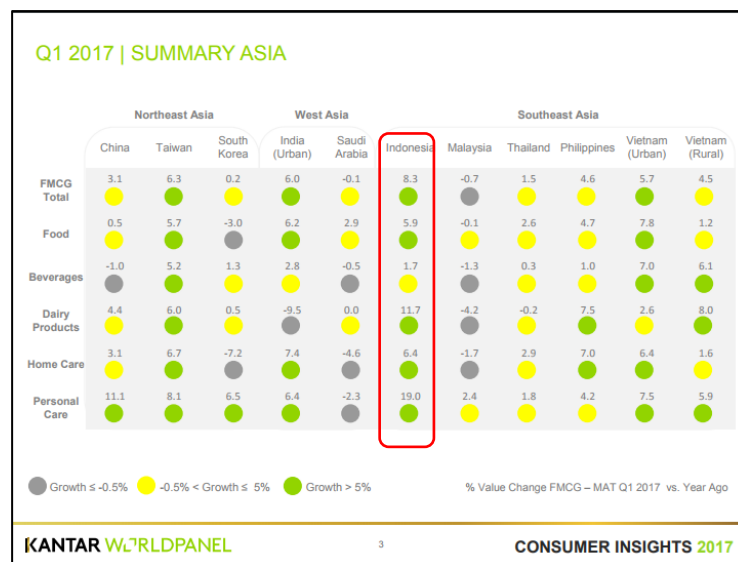 Q1 2017 | SUMMARY ASIA
Northeast Asia West Asia Southeast Asia
China Taiwan South Korea India (Urban) Saudi Arabia Indonesia Malaysia Thailand Philippines Vietnam (Urban) Vietnam (Rural)
FMCG Total 3.1 6.3 0.2 6.0 -0.1 8.3 -0.7 1.5 4.6 5.7 4.5
Food 0.5 5.7 -3.0 6.2 2.9 5.9 -0.1 2.6 4.7 7.8 1.2
Beverages -1.0 5.2 1.3 2.8 -0.5 1.7 -1.3 0.3 1.0 7.0 6.1
Dairy Products 4.4 6.0 0.5 -9.5 0.0 11.7 -4.2 -0.2 7.5 2.6 8.0
Home Care 3.1 6.7 -7.2 7.4 -4.6 6.4 -1.7 2.9 7.0 6.4 1.6
Personal Care 11.1 8.1 6.5 6.4 -2.3 19.0 2.4 1.8 4.2 7.5 5.9
Growth ≤ -0.5% -0.5% < Growth ≤ 5% Growth > 5% % Value Change FMCG – MAT Q1 2017 vs. Year Ago
KANTAR WORLDPANEL 3 CONSUMER INSIGHTS 2017